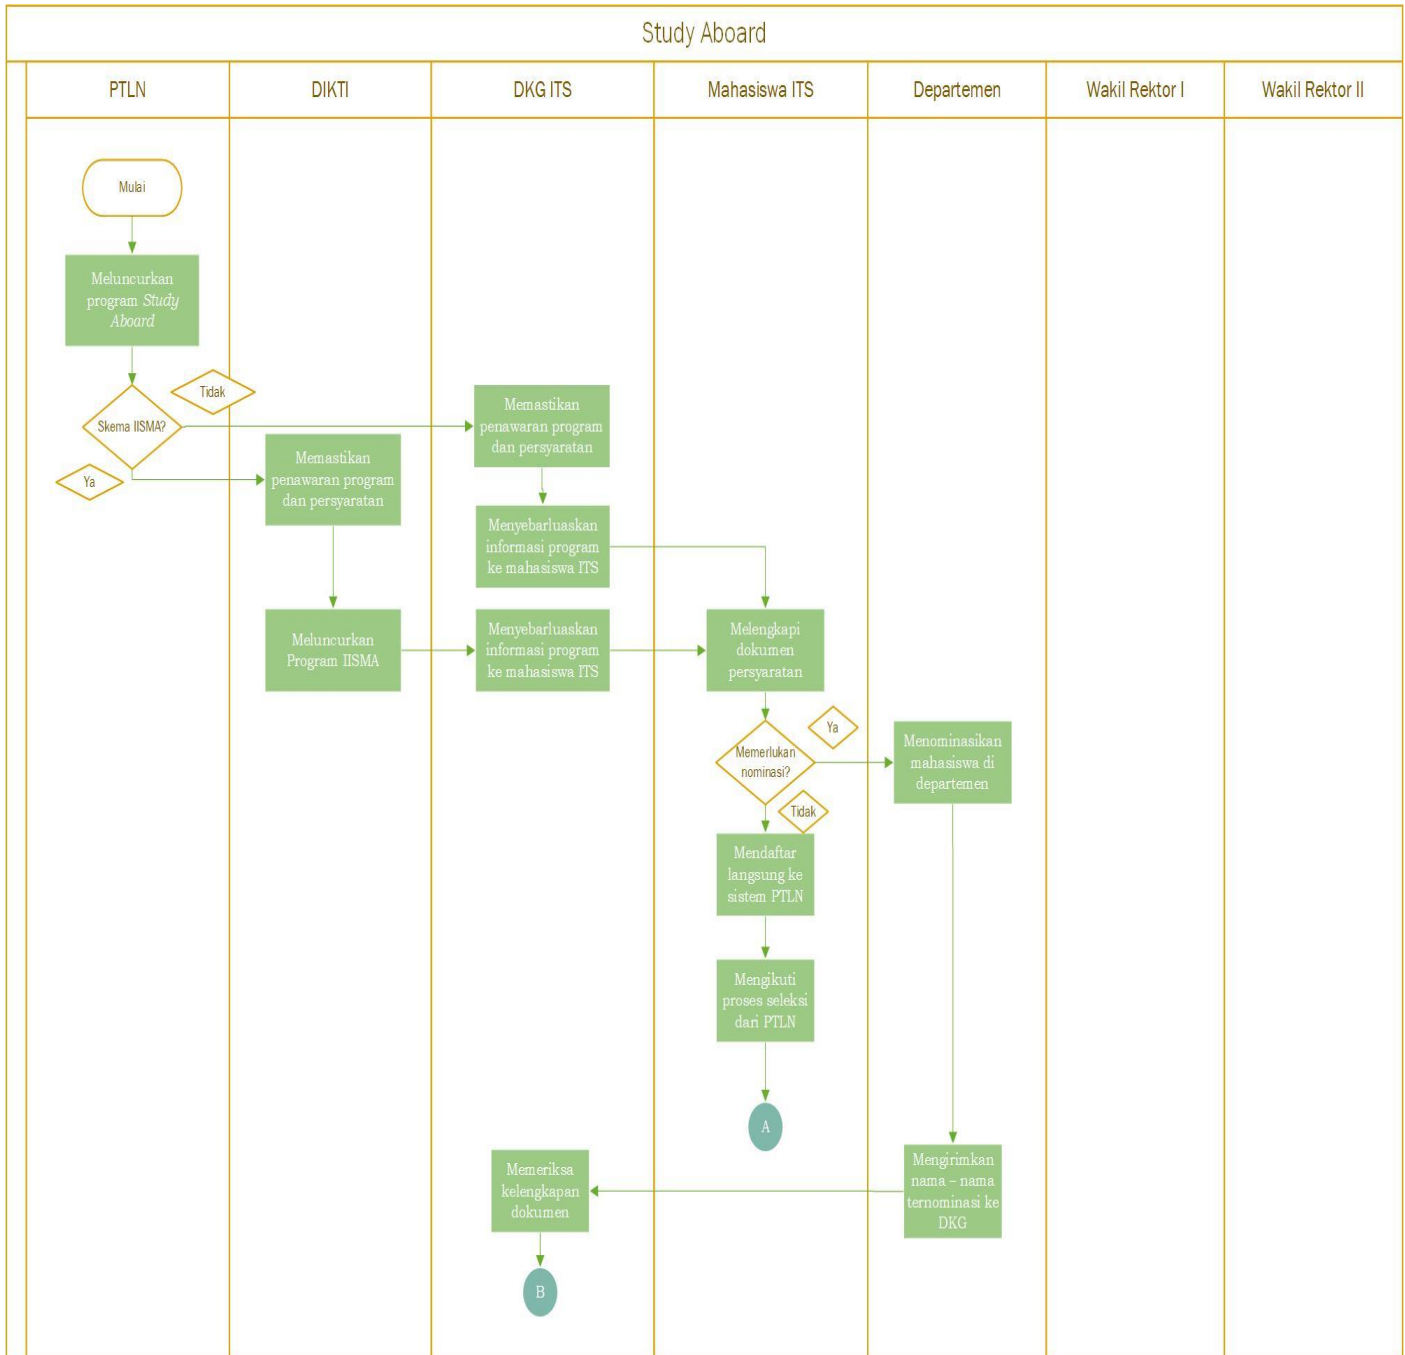 Study Aboard
PTLN
DIKTI
DKG ITS
Mahasiswa ITS
Departemen
Wakil Rektor I
Wakil Rektor II
Mulai
Meluncurkan
program Study
Aboard
Tidak
Skema IISMA?
Ya
Memastikan
penawaran program
dan persyaratan
Memastikan
penawaran program
dan persyaratan
Menyebarluaskan
informasi program
ke mahasiswa ITS
Meluncurkan
Program IISMA
Menyebarluaskan
informasi program
ke mahasiswa ITS
Melengkapi
dokumen
persyaratan
Ya
Memerlukan
nominasi?
Menominasikan
mahasiswa di
departemen
Tidak
Mendaftar
langsung ke
sistem PTLN
Mengikuti
proses seleksi
dari PTLN
A
Mengirimkan
nama – nama
ternominasi ke
DKG
Memeriksa
kelengkapan
dokumen
B